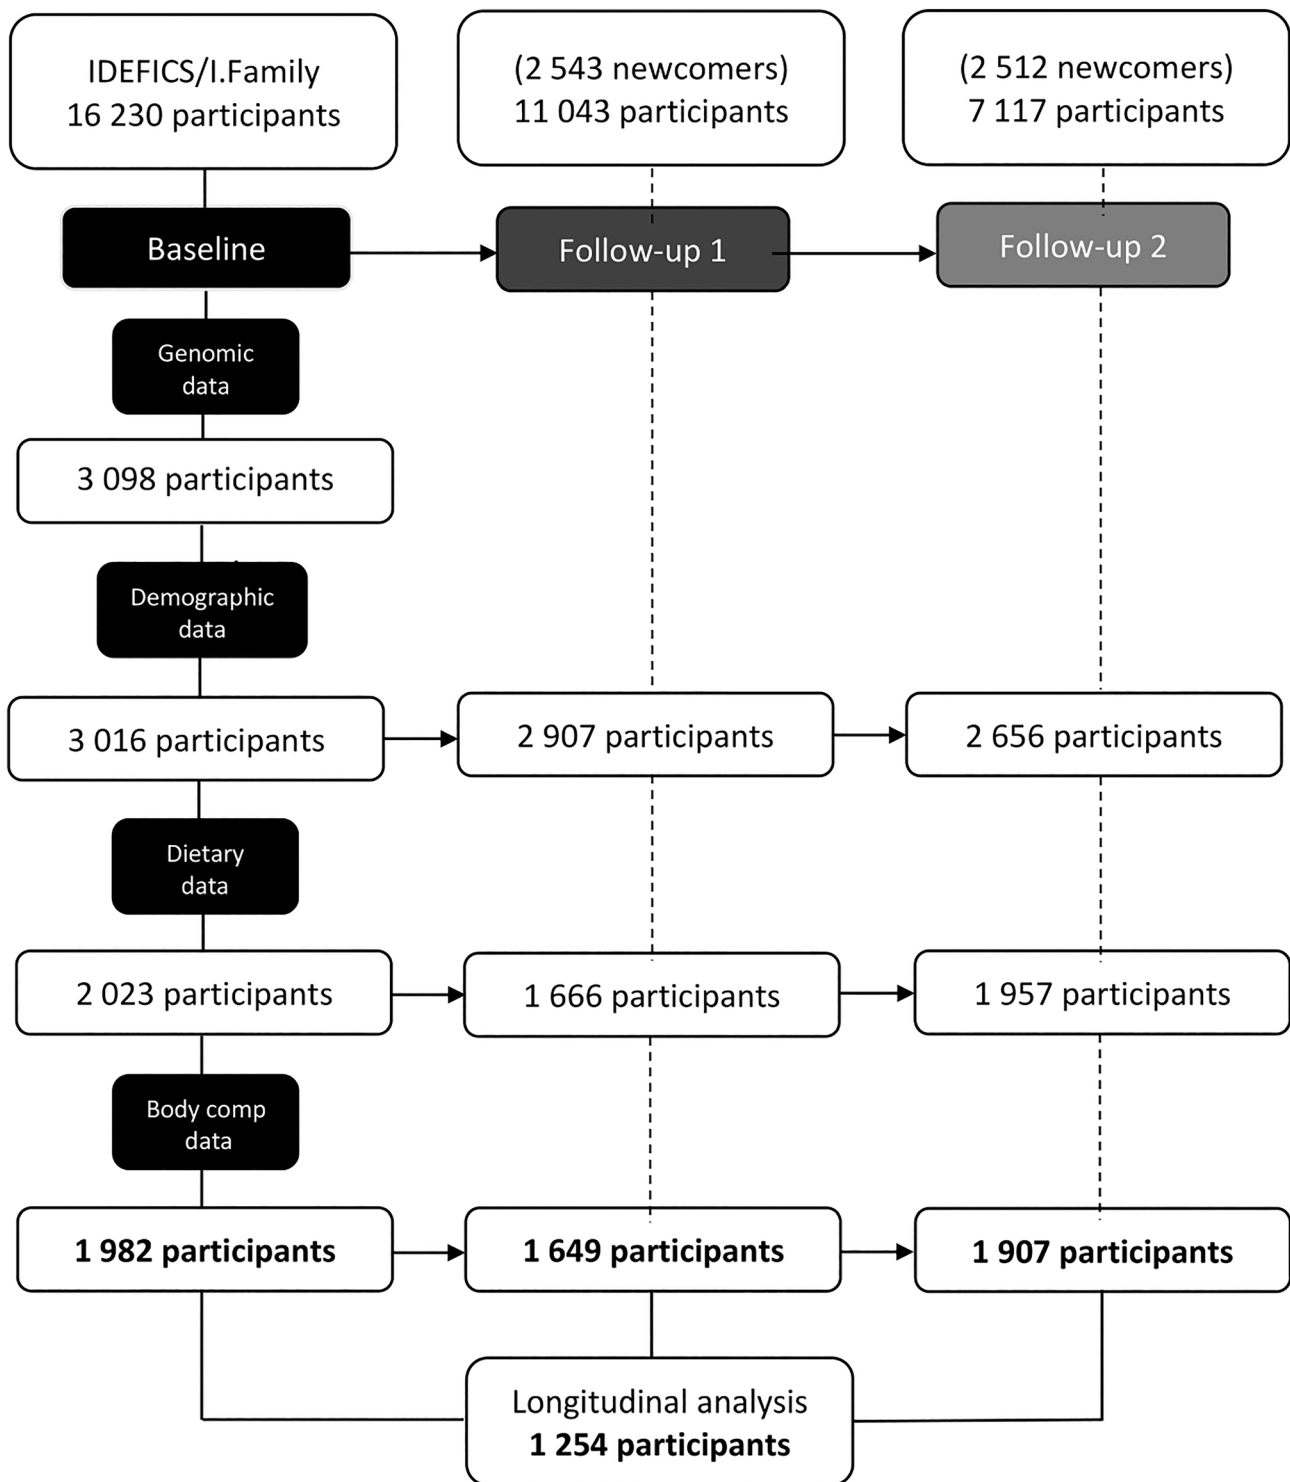 IDEFICS/I.Family
16 230 participants
(2 543 newcomers)
11 043 participants
(2 512 newcomers)
7 117 participants
Baseline
Follow-up 1
Follow-up 2
Genomic
data
3 098 participants
Demographic
data
3 016 participants
2 907 participants
2 656 participants
Dietary
data
2 023 participants
1 666 participants
1 957 participants
Body comp
data
1 982 participants
1 649 participants
1 907 participants
Longitudinal analysis
1 254 participants